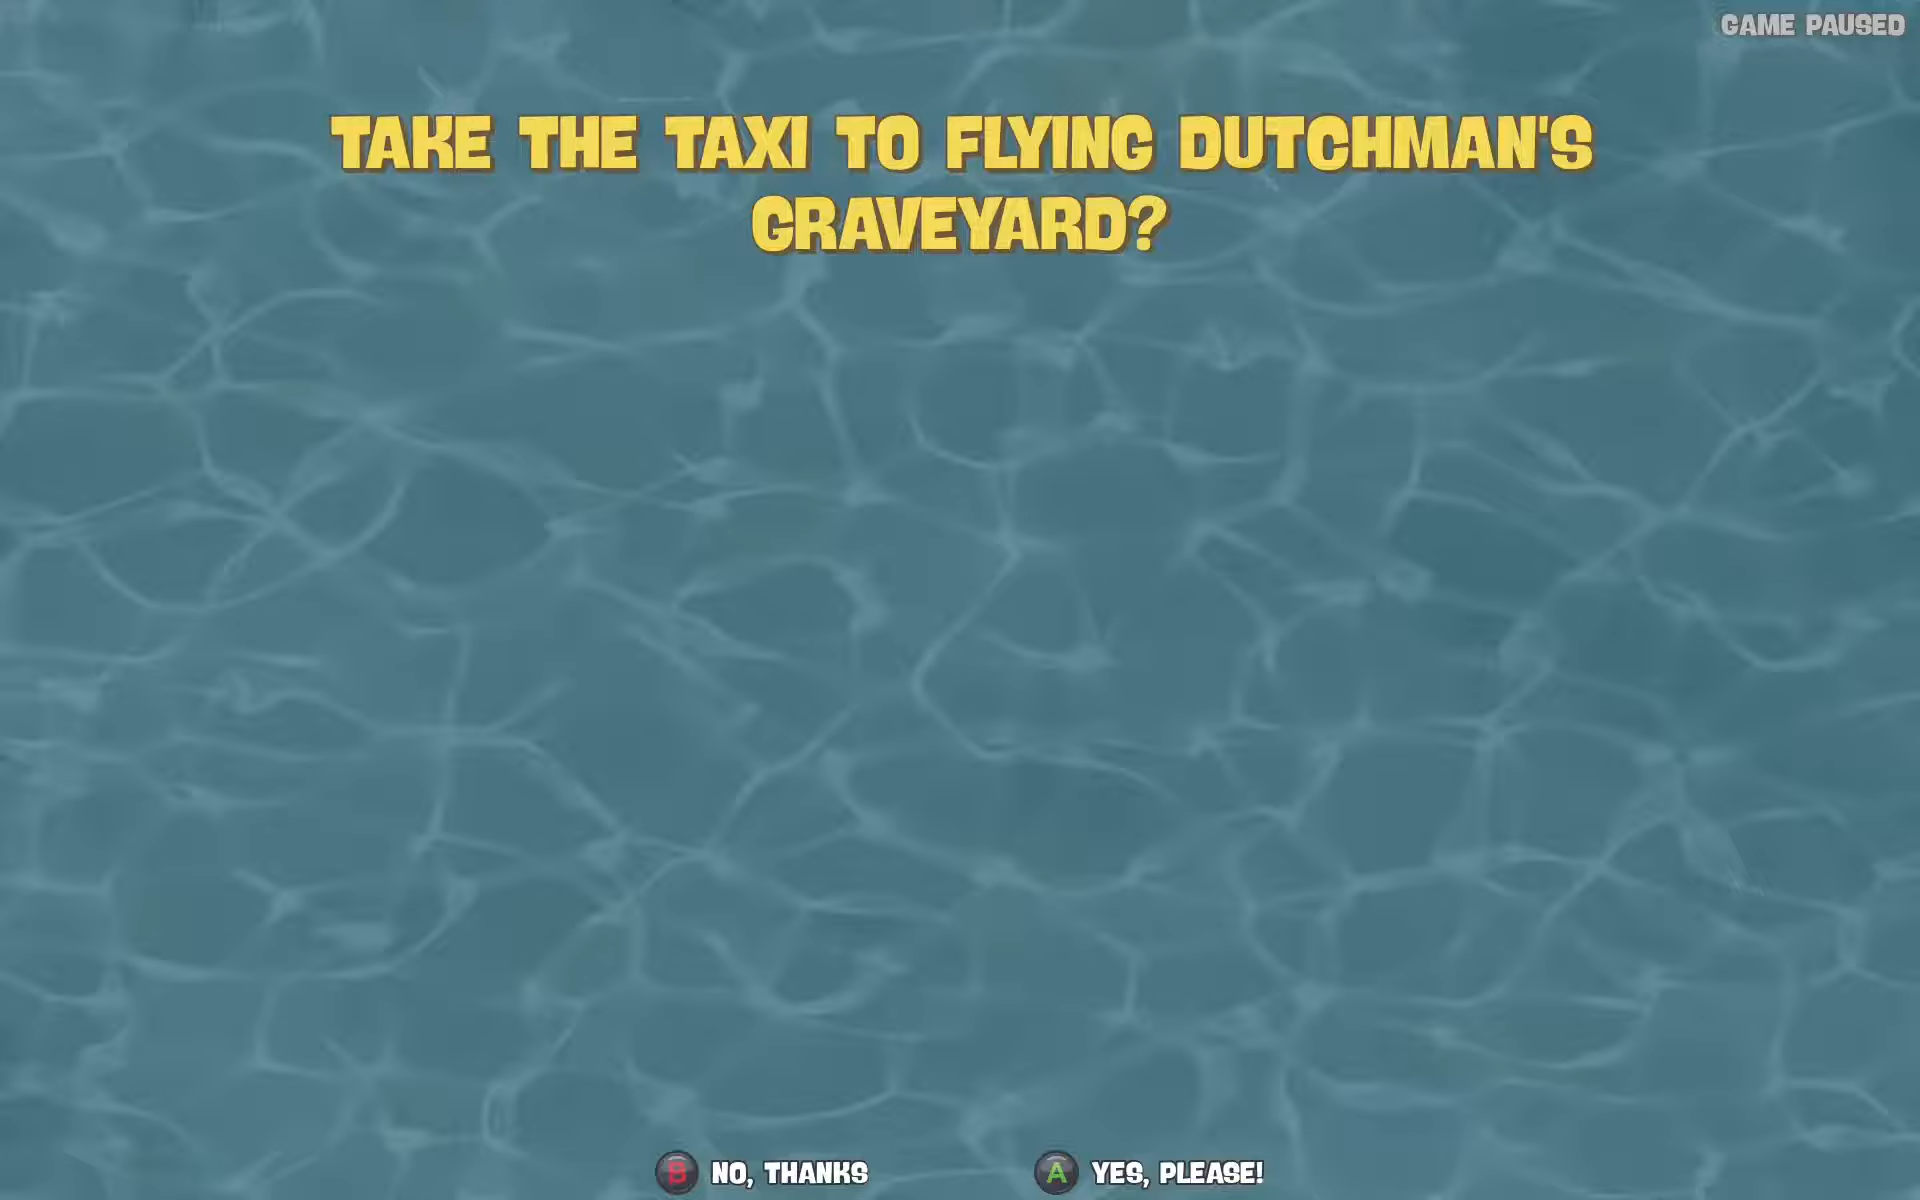 GAME PAUSED
TAKE THE TAXI TO FLYING DUTCHMAN'S
GRAVEYARD?
B NO, THANKS
A YES, PLEASE!